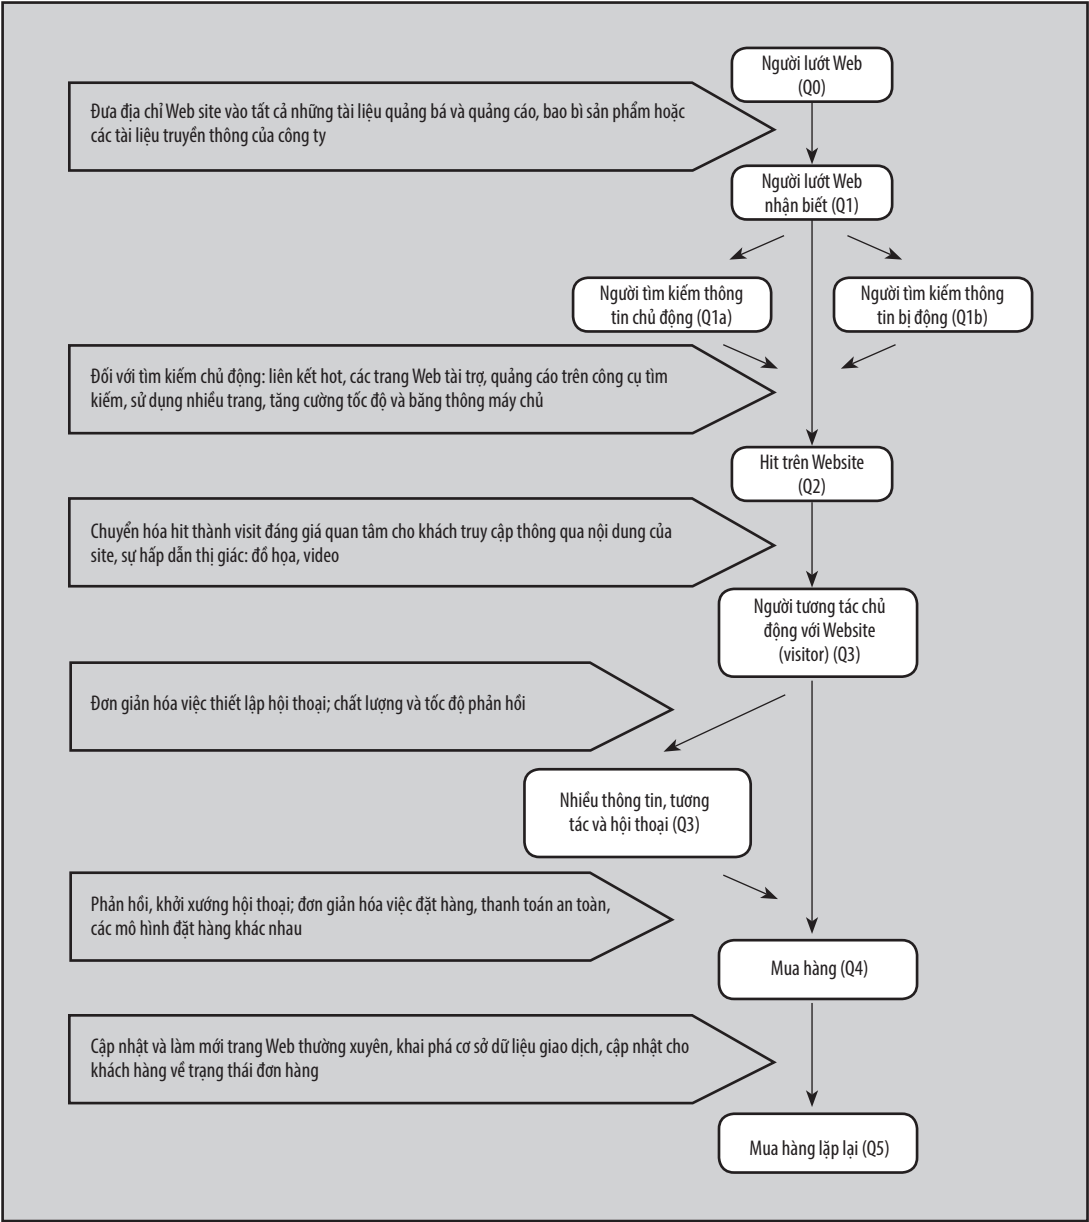 Người lướt Web
(Q0)
Đưa địa chỉ Web site vào tất cả những tài liệu quảng bá và quảng cáo, bao bì sản phẩm hoặc
các tài liệu truyền thông của công ty
Người lướt Web
nhận biết (Q1)
Người tìm kiếm thông
tin chủ động (Q1a)
Người tìm kiếm thông
tin bị động (Q1b)
Đối với tìm kiếm chủ động: liên kết hot, các trang Web tài trợ, quảng cáo trên công cụ tìm
kiếm, sử dụng nhiều trang, tăng cường tốc độ và băng thông máy chủ
Hit trên Website
(Q2)
Chuyển hóa hit thành visit đáng giá quan tâm cho khách truy cập thông qua nội dung của
site, sự hấp dẫn thị giác: đồ họa, video
Người tương tác chủ
động với Website
(visitor) (Q3)
Đơn giản hóa việc thiết lập hội thoại; chất lượng và tốc độ phản hồi
Nhiều thông tin, tương
tác và hội thoại (Q3)
Phản hồi, khởi xướng hội thoại; đơn giản hóa việc đặt hàng, thanh toán an toàn,
các mô hình đặt hàng khác nhau
Mua hàng (Q4)
Cập nhật và làm mới trang Web thường xuyên, khai phá cơ sở dữ liệu giao dịch, cập nhật cho
khách hàng về trạng thái đơn hàng
Mua hàng lặp lại (Q5)